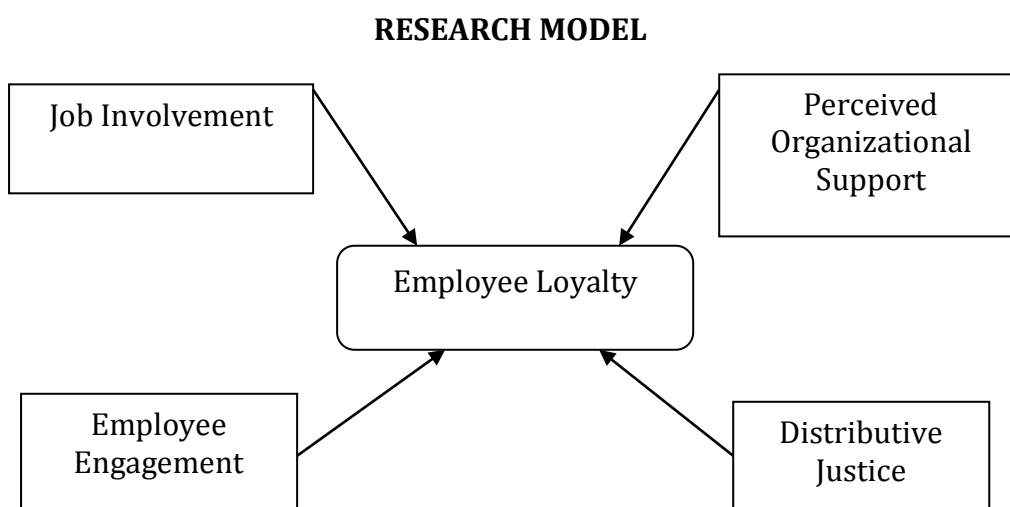 RESEARCH MODEL
Job Involvement
Perceived
Organizational
Support
Employee Loyalty
Employee
Engagement
Distributive
Justice